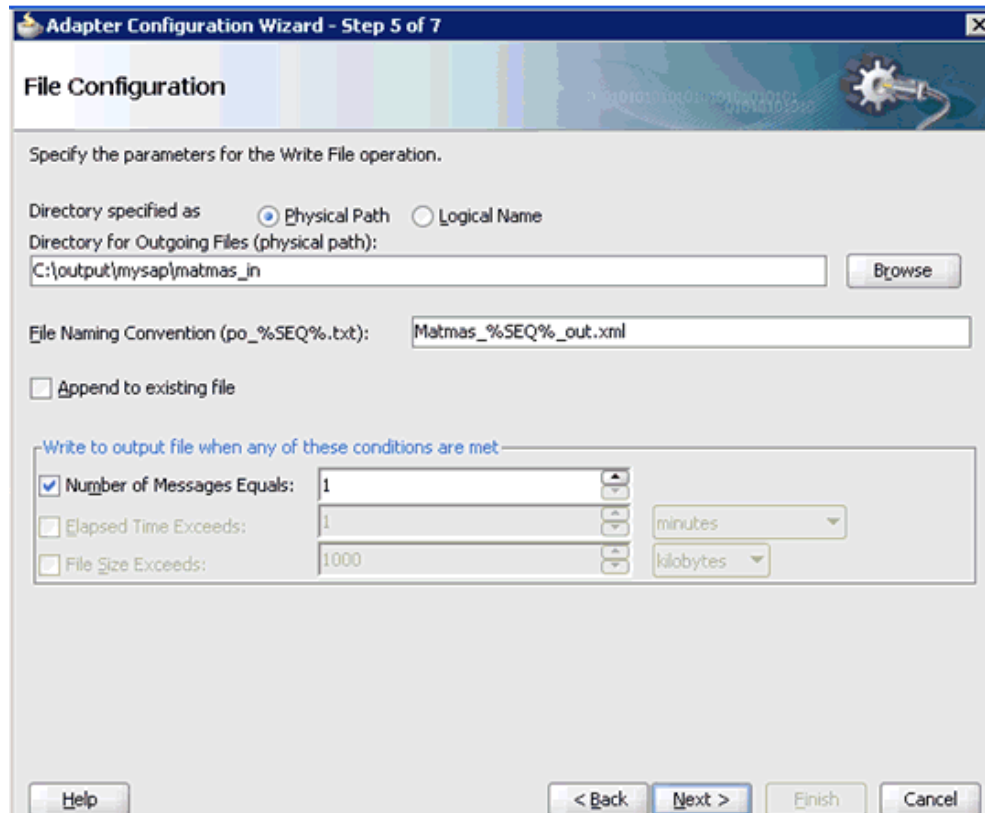 Adapter Configuration Wizard - Step 5 of 7
File Configuration
Specify the parameters for the Write File operation.
Directory specified as Physical Path Logical Name
Directory for Outgoing Files (physical path):
C:\output\mysap\matmas_in Browse
File Naming Convention (po_%SEQ%.txt): Matmas_%SEQ%_out.xml
Append to existing file
Write to output file when any of these conditions are met
Number of Messages Equals: 1
Elapsed Time Exceeds: 1 minutes
File Size Exceeds: 1000 kilobytes
Help < Back Next > Finish Cancel